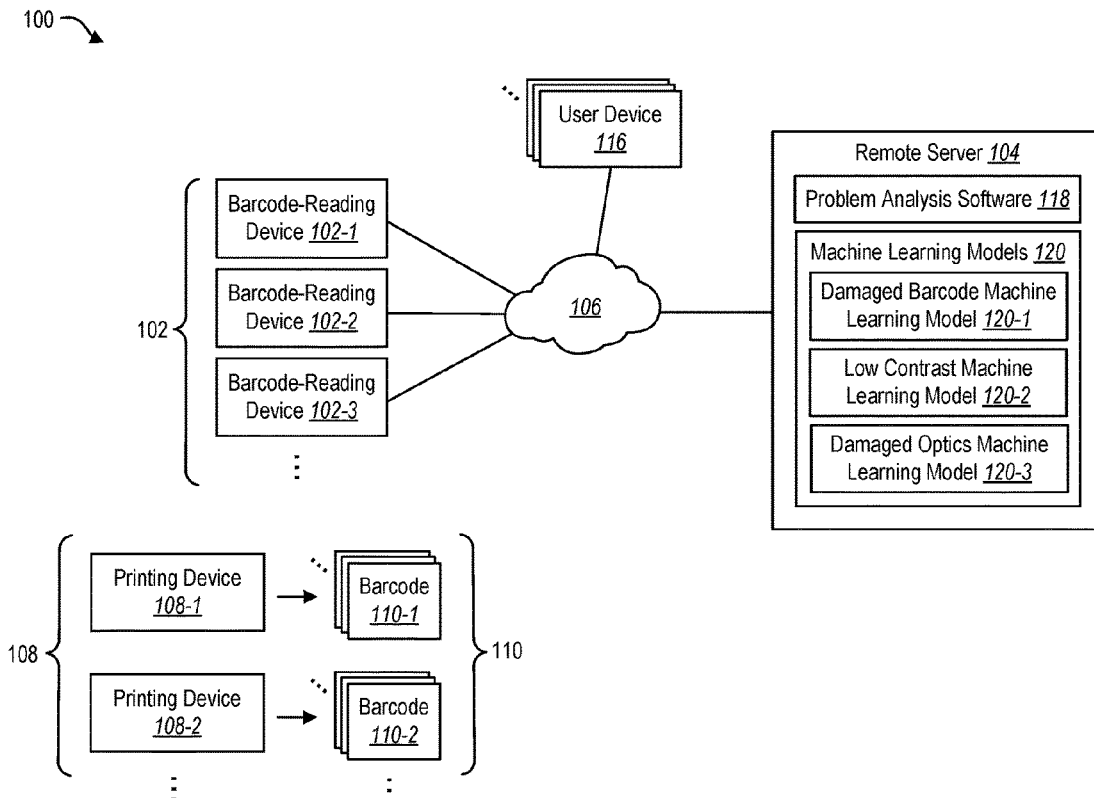 100
User Device
116
Remote Server 104
Problem Analysis Software 118
Machine Learning Models 120
Damaged Barcode Machine
Learning Model 120-1
Low Contrast Machine
Learning Model 120-2
Damaged Optics Machine
Learning Model 120-3
102
Barcode-Reading
Device 102-1
Barcode-Reading
Device 102-2
Barcode-Reading
Device 102-3
106
108
Printing Device
108-1
Barcode
110-1
Printing Device
108-2
Barcode
110-2
110